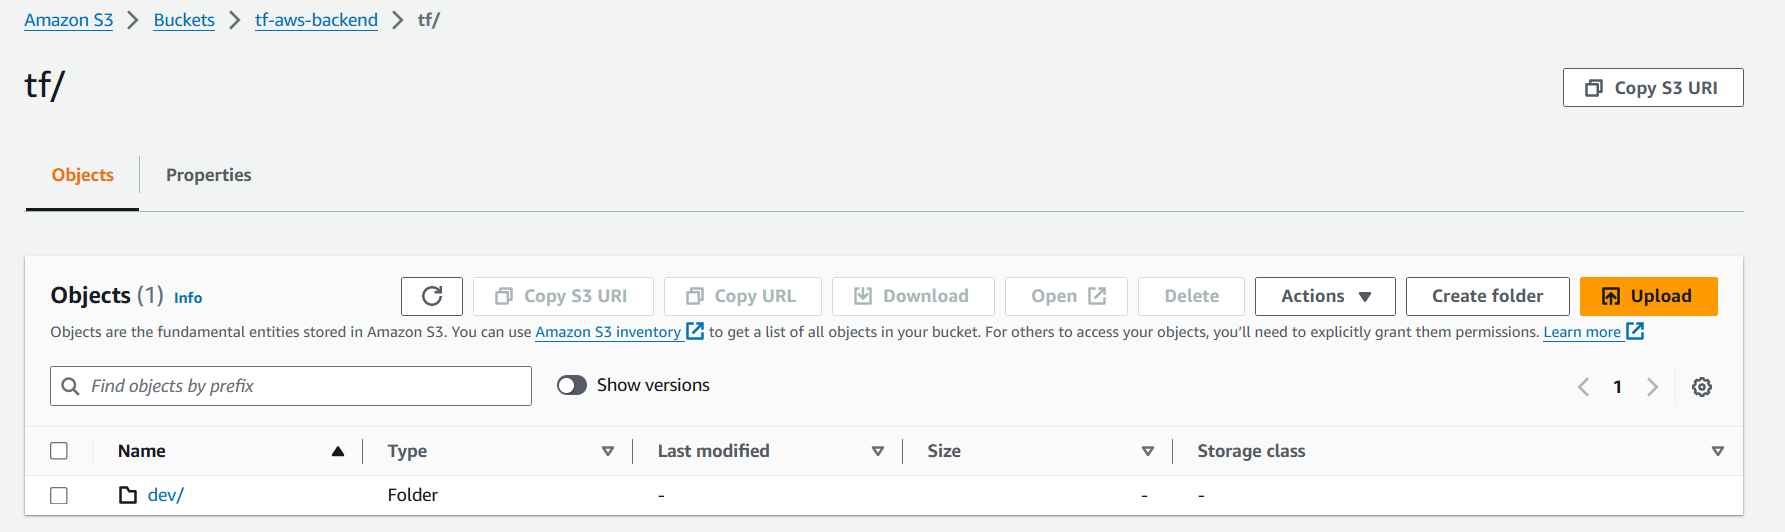 Amazon S3 > Buckets > tf-aws-backend > tf/
tf/
Copy S3 URI
Objects Properties
Objects (1) Info Copy S3 URI Copy URL Download Open Delete Actions Create folder Upload
Objects are the fundamental entities stored in Amazon S3. You can use Amazon S3 inventory to get a list of all objects in your bucket. For others to access your objects, you’ll need to explicitly grant them permissions. Learn more
Find objects by prefix Show versions 1
Name Type Last modified Size Storage class
dev/ Folder - - -